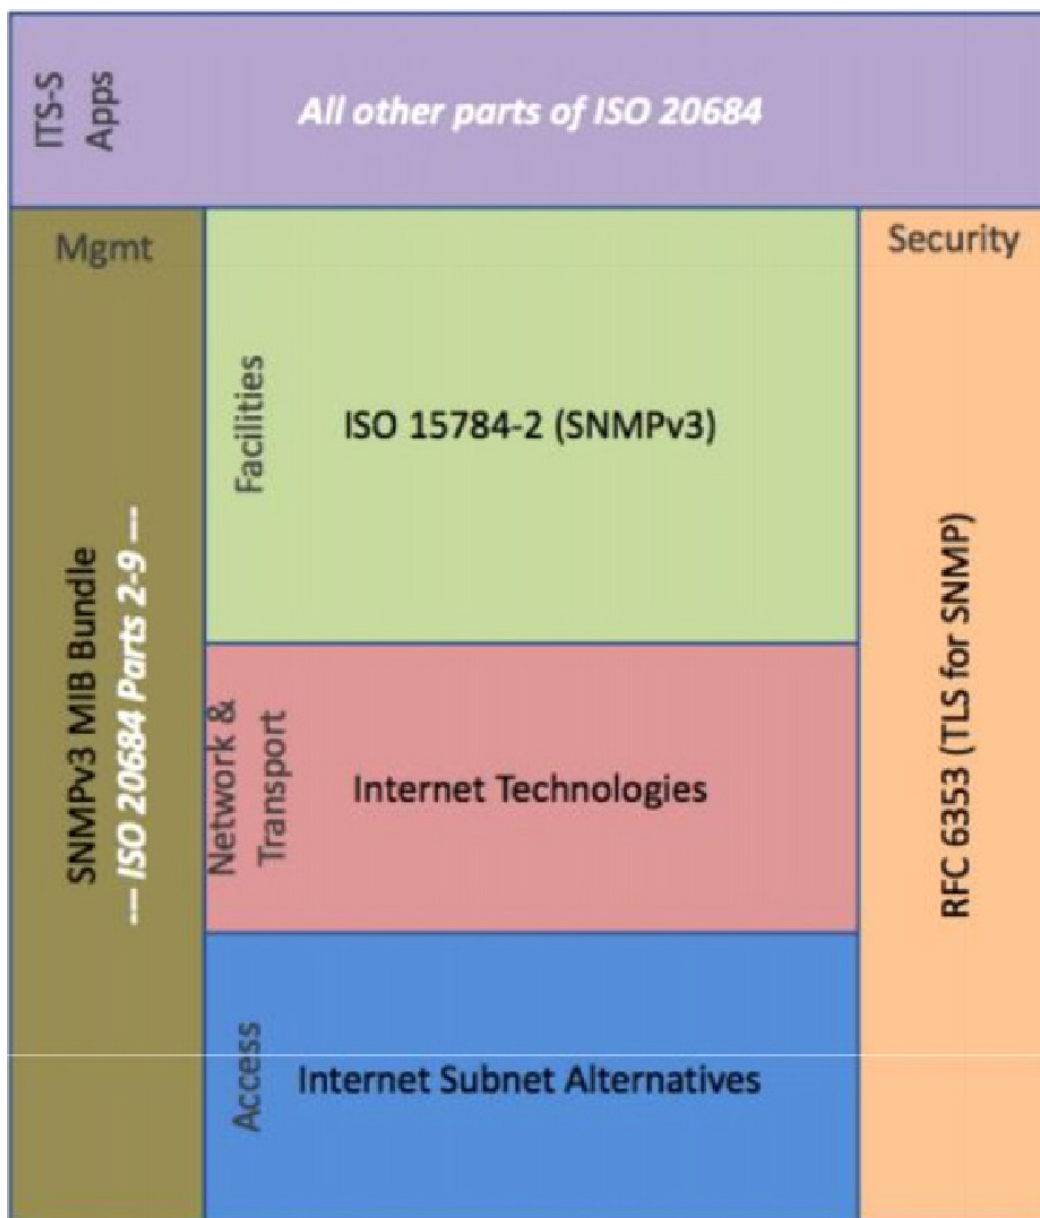 ITS-S
Apps
All other parts of ISO 20684
Mgmt
SNMPv3 MIB Bundle
--- ISO 20684 Parts 2-9 ---
Facilities
ISO 15784-2 (SNMPv3)
Network &
Transport
Internet Technologies
Access
Internet Subnet Alternatives
Security
RFC 6353 (TLS for SNMP)